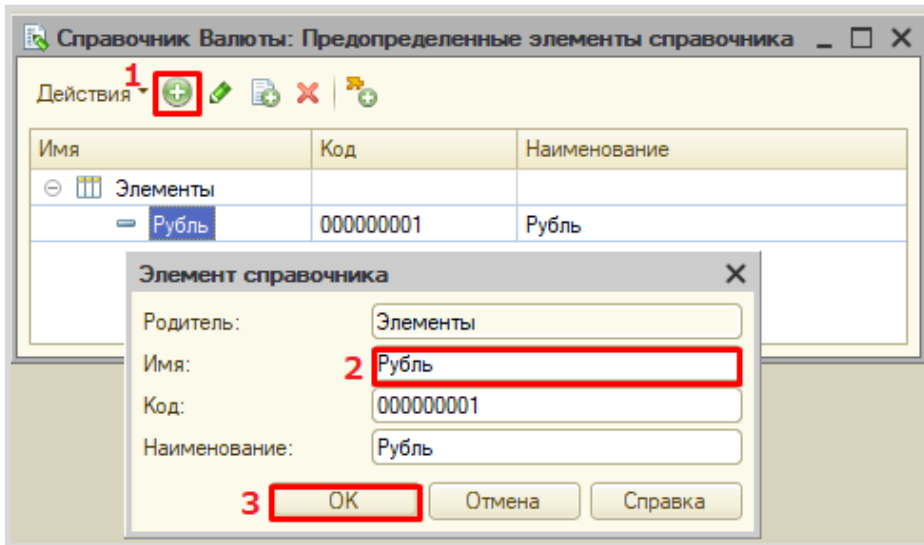 Справочник Валюты: Предопределенные элементы справочника
1
Действия
Имя Код Наименование
Элементы
Рубль 000000001 Рубль
Элемент справочника
Родитель: Элементы
Имя: 2 Рубль
Код: 000000001
Наименование: Рубль
3 OK Отмена Справка